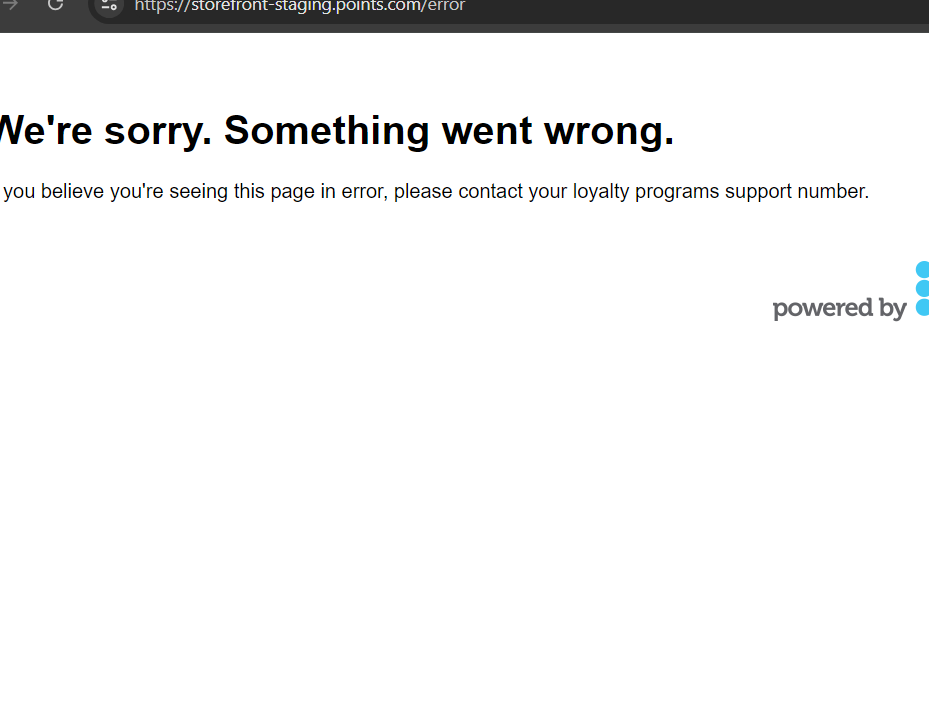 https://storefront-staging.points.com/error
We're sorry. Something went wrong.
you believe you're seeing this page in error, please contact your loyalty programs support number.
powered by